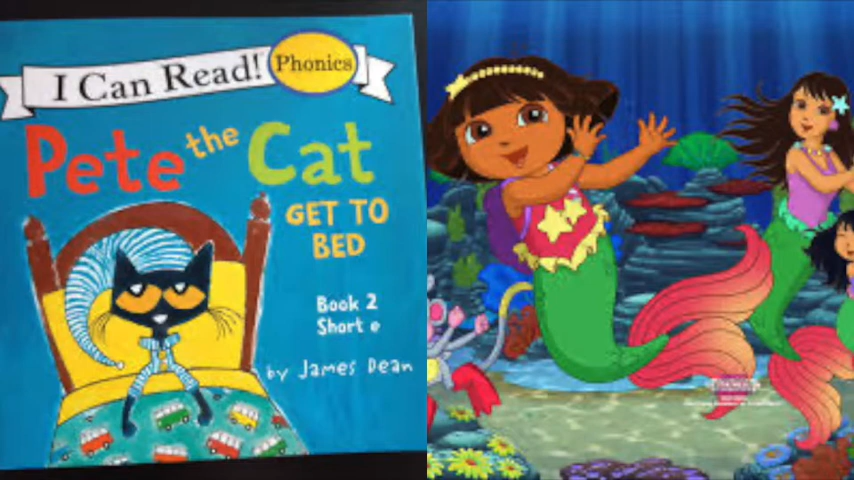 I Can Read!
Phonics
Pete the Cat
GET TO
BED
Book 2
Short e
by James Dean